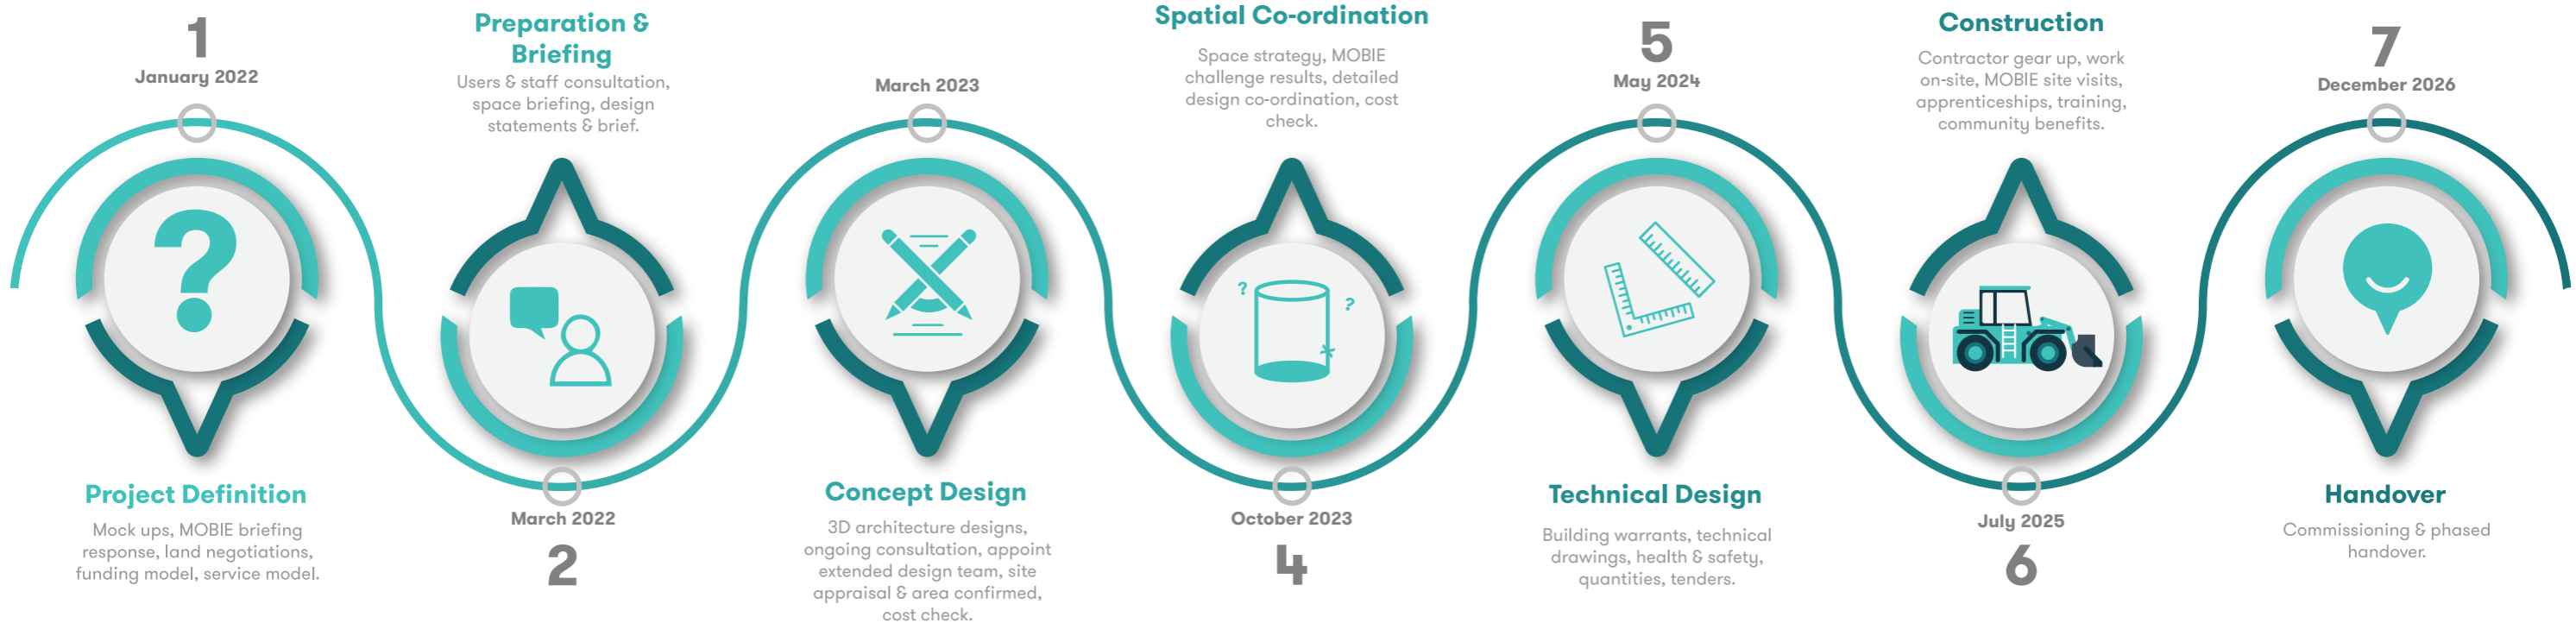 1
January 2022
Project Definition
Mock ups, MOBIE briefing
response, land negotiations,
funding model, service model.
Preparation &
Briefing
Users & staff consultation,
space briefing, design
statements & brief.
March 2022
2
March 2023
Concept Design
3D architecture designs,
ongoing consultation, appoint
extended design team, site
appraisal & area confirmed,
cost check.
Spatial Co-ordination
Space strategy, MOBIE
challenge results, detailed
design co-ordination, cost
check.
? ?
October 2023
4
5
May 2024
Technical Design
Building warrants, technical
drawings, health & safety,
quantities, tenders.
Construction
Contractor gear up, work
on-site, MOBIE site visits,
apprenticeships, training,
community benefits.
July 2025
6
7
December 2026
Handover
Commissioning & phased
handover.